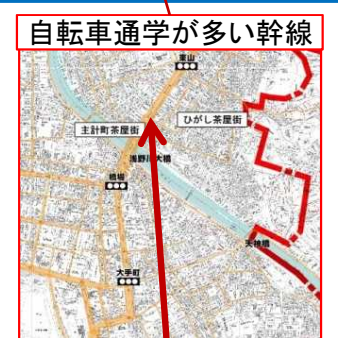 自転車通学が多い幹線
東山
ひがし茶屋街
主計町茶屋街
浅野川大橋
橋場
天神橋
大手町